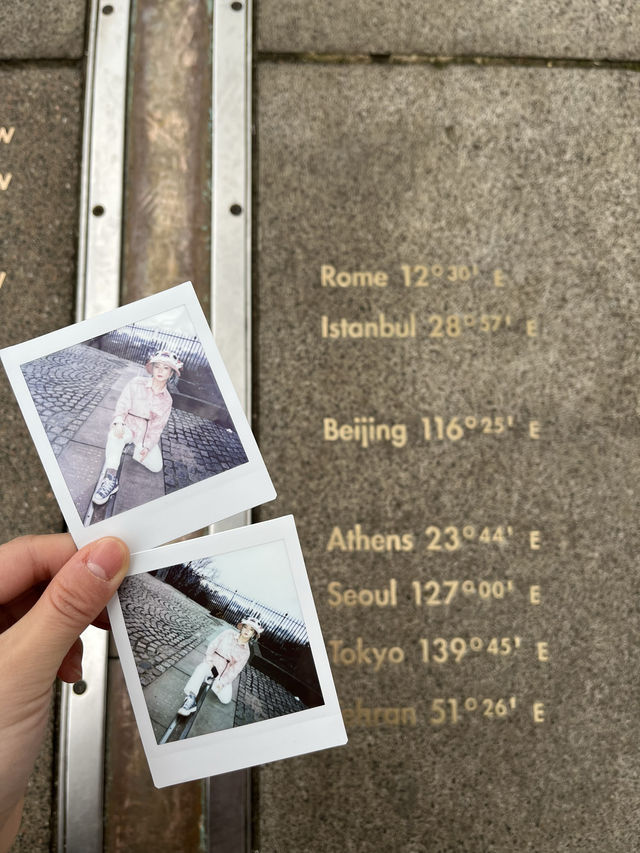 W
W
Rome 12° 30' E
Istanbul 28° 57' E
Beijing 116° 25' E
Athens 23° 44' E
Seoul 127° 00' E
Tokyo 139° 45' E
ehran 51° 26' E